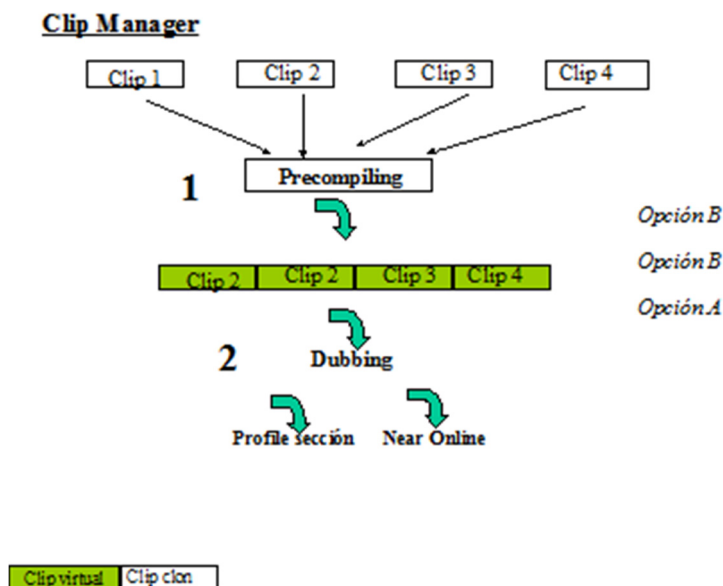 Clip Manager
Clip 1 Clip 2 Clip 3 Clip 4
Precompiling
1
Opción B
Opción B
Clip 2 Clip 2 Clip 3 Clip 4
Opción A
2
Dubbing
Profile sección Near Online
Clip virtual Clip clon